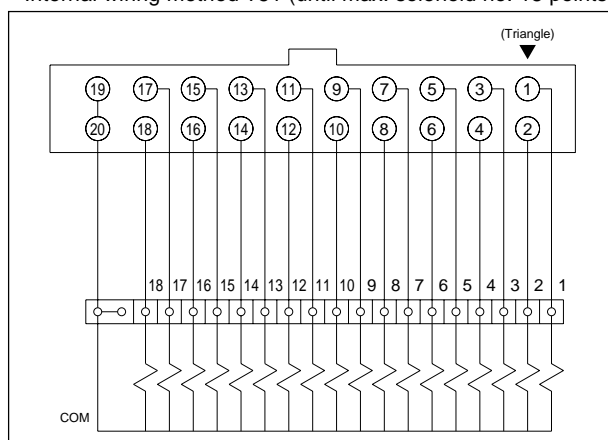 Internal wiring method (until max. solenoid no. 18 points
(Triangle)
19 17 15 13 11 9 7 5 3 1
20 18 16 14 12 10 8 6 4 2
18 17 16 15 14 13 12 11 10 9 8 7 6 5 4 3 2 1
COM